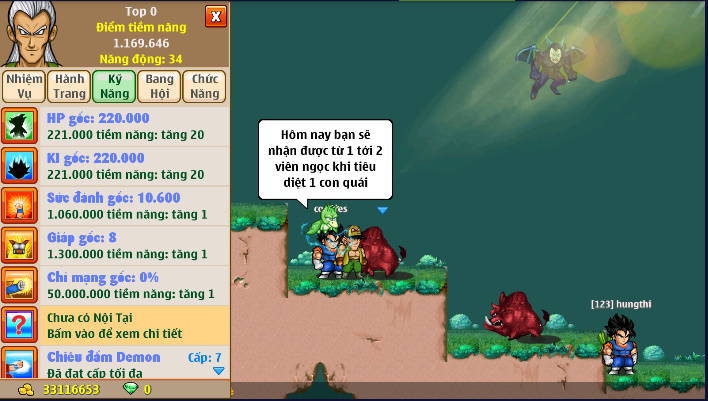 Top 0
Điểm tiềm năng
1.169.646
Năng động: 34
X
Nhiệm Vụ
Hành Trang
Kỹ Năng
Bang Hội
Chức Năng
HP gốc: 220.000
221.000 tiềm năng: tăng 20
KI gốc: 220.000
221.000 tiềm năng: tăng 20
Sức đánh gốc: 10.600
1.060.000 tiềm năng: tăng 1
Giáp gốc: 8
1.300.000 tiềm năng: tăng 1
Chí mạng gốc: 0%
50.000.000 tiềm năng: tăng 1
?
Chưa có Nội Tại
Bấm vào để xem chi tiết
Chiêu đấm Demon
Cấp: 7
Đã đạt cấp tối đa
33116653
0
Hôm nay bạn sẽ
nhận được từ 1 tới 2
viên ngọc khi tiêu
diệt 1 con quái
[123] hungthi